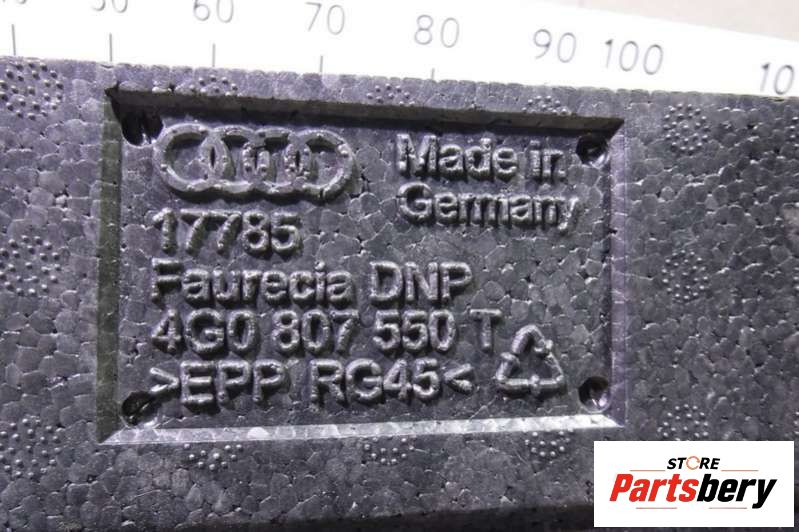 50 60 70 80 90 100 10
Made in
Germany
17785
Faurecia DNP
4G0 807 550 T
>EPP RG45<
STORE
Partsbery